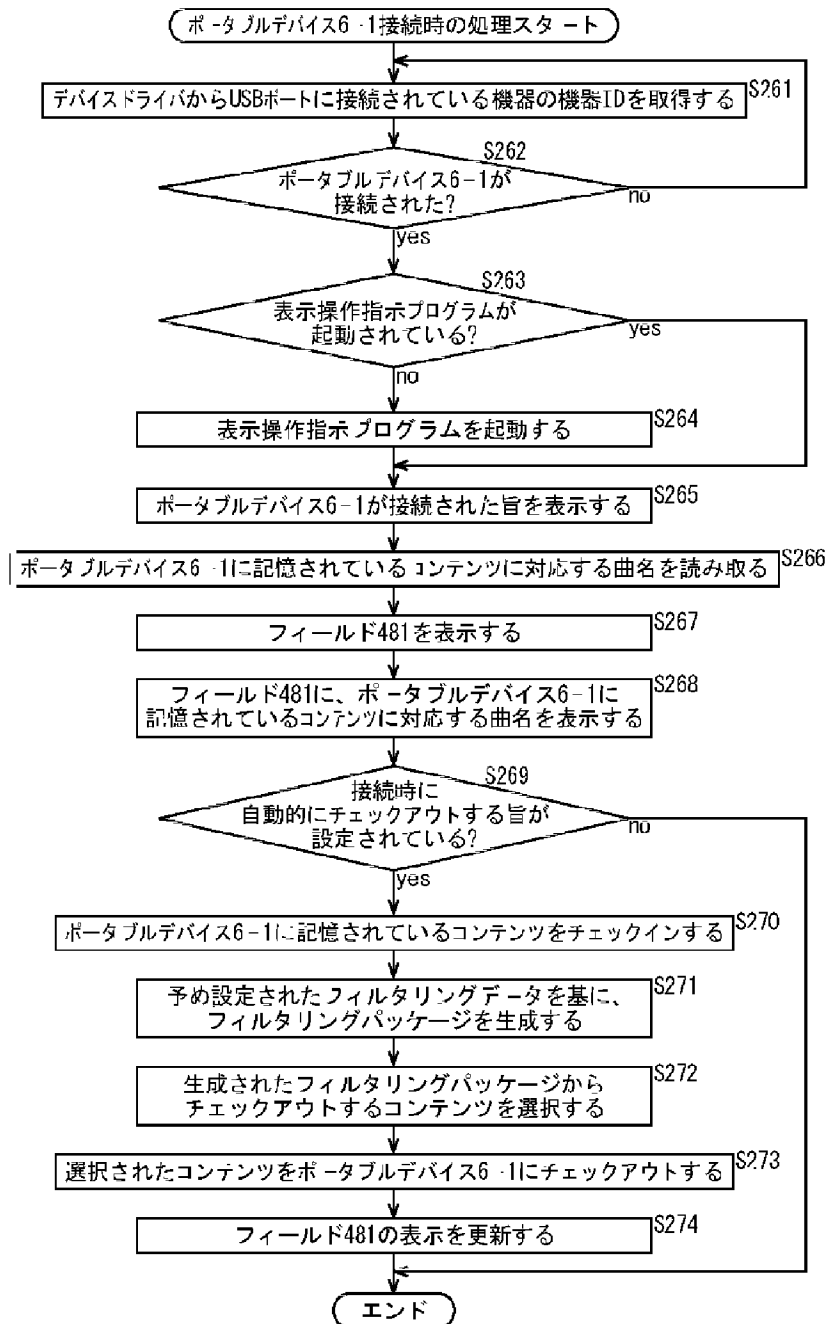 ポータブルデバイス6-1接続時の処理スタート
デバイスドライバからUSBポートに接続されている機器の機器IDを取得する
S261
S262
ポータブルデバイス6-1が
接続された?
no
yes
S263
表示操作指示プログラムが
起動されている?
yes
no
表示操作指示プログラムを起動する
S264
ポータブルデバイス6-1が接続された旨を表示する
S265
ポータブルデバイス6-1に記憶されているコンテンツに対応する曲名を読み取る
S266
フィールド481を表示する
S267
フィールド481に、ポータブルデバイス6-1に
記憶されているコンテンツに対応する曲名を表示する
S268
S269
接続時に
自動的にチェックアウトする旨が
設定されている?
no
yes
ポータブルデバイス6-1に記憶されているコンテンツをチェックインする
S270
予め設定されたフィルタリングデータを基に、
フィルタリングパッケージを生成する
S271
生成されたフィルタリングパッケージから
チェックアウトするコンテンツを選択する
S272
選択されたコンテンツをポータブルデバイス6-1にチェックアウトする
S273
フィールド481の表示を更新する
S274
エンド